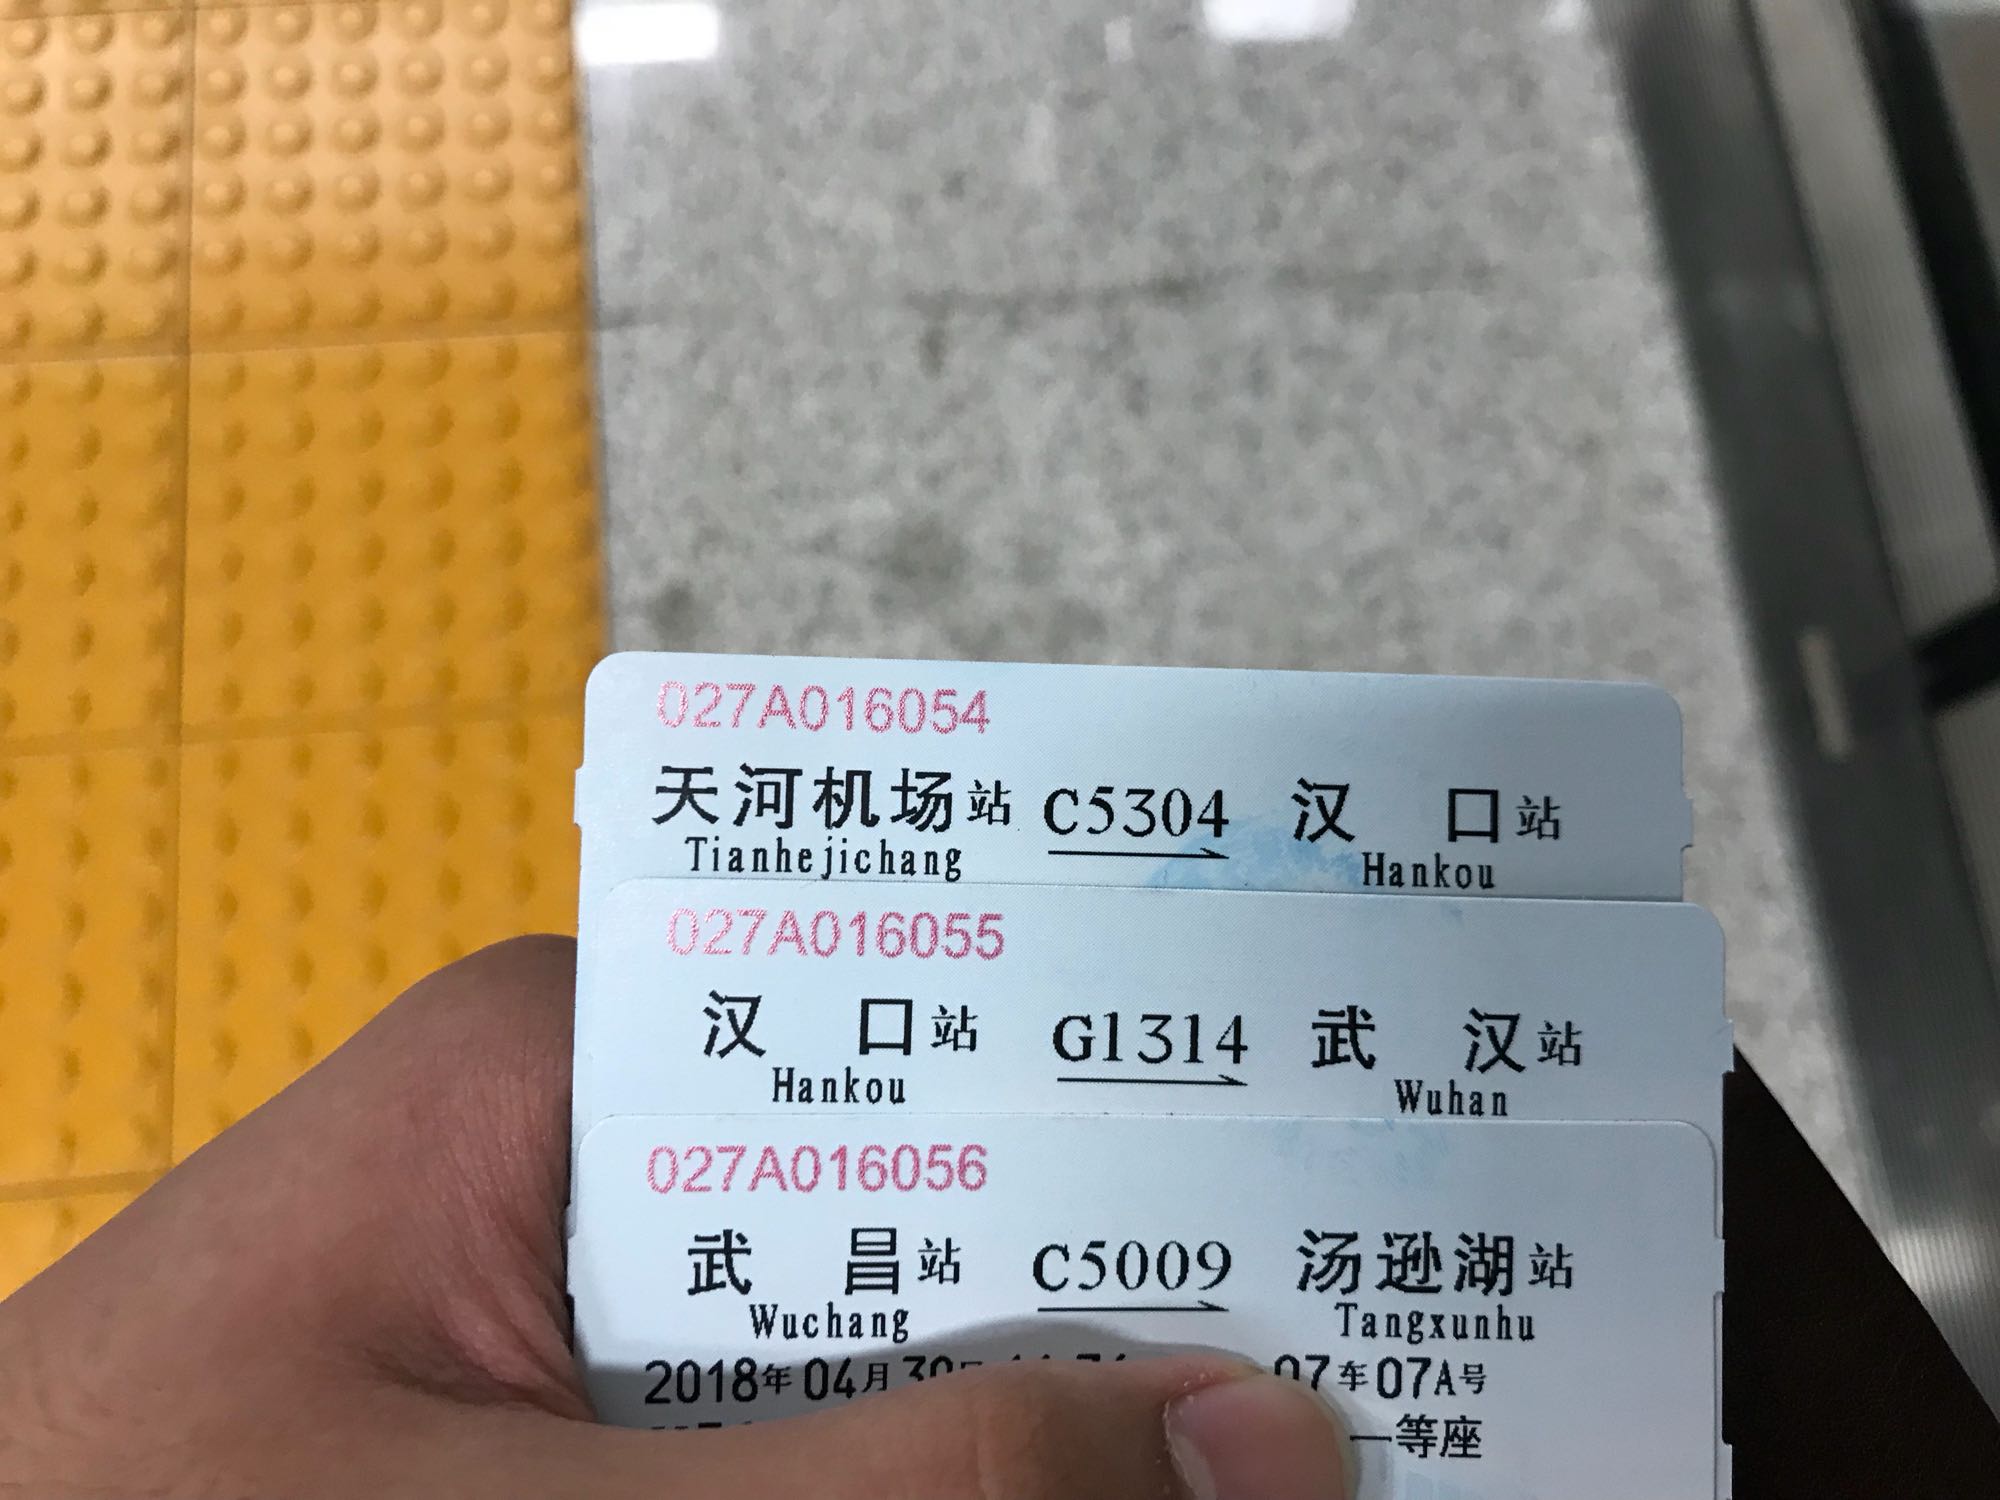 027A016054
天河机场站 C5304 汉口站
Tianhejichang Hankou
027A016055
汉口站 G1314 武汉站
Hankou Wuhan
027A016056
武昌站 C5009 汤逊湖站
Wuchang Tangxunhu
2018年04月30 07车07A号
一等座